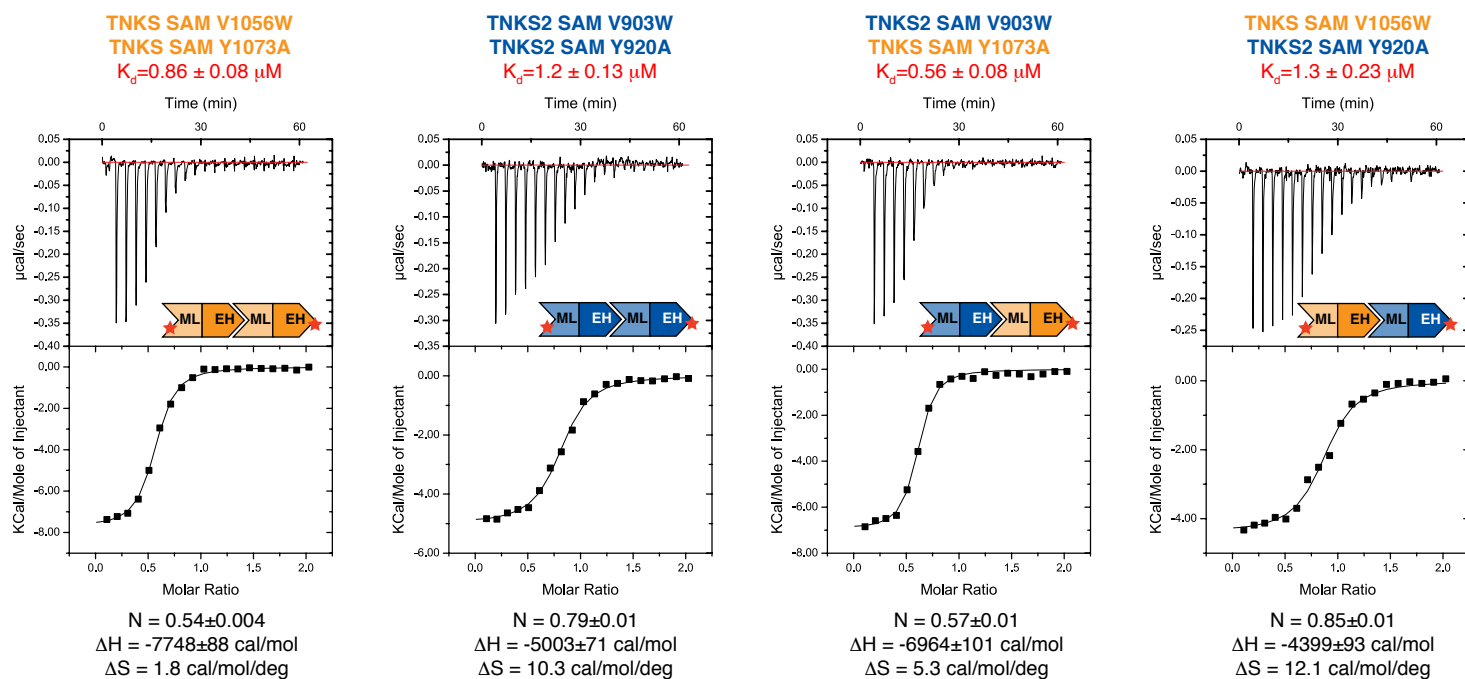 TNKS SAM V1056W
TNKS SAM Y1073A
K_d=0.86 ± 0.08 μM
Time (min)
0 30 60
0.05
0.00
-0.05
-0.10
-0.15
-0.20
-0.25
-0.30
-0.35
-0.40
μcal/sec
ML EH ML EH
0.00
-2.00
-4.00
-6.00
-8.00
KCal/Mole of Injectant
0.0 0.5 1.0 1.5 2.0
Molar Ratio
N = 0.54±0.004
ΔH = -7748±88 cal/mol
ΔS = 1.8 cal/mol/deg
TNKS2 SAM V903W
TNKS2 SAM Y920A
K_d=1.2 ± 0.13 μM
Time (min)
0 30 60
0.05
0.00
-0.05
-0.10
-0.15
-0.20
-0.25
-0.30
-0.35
μcal/sec
ML EH ML EH
0.00
-2.00
-4.00
-6.00
KCal/Mole of Injectant
0.0 0.5 1.0 1.5 2.0
Molar Ratio
N = 0.79±0.01
ΔH = -5003±71 cal/mol
ΔS = 10.3 cal/mol/deg
TNKS2 SAM V903W
TNKS SAM Y1073A
K_d=0.56 ± 0.08 μM
Time (min)
0 30 60
0.05
0.00
-0.05
-0.10
-0.15
-0.20
-0.25
-0.30
-0.35
-0.40
μcal/sec
ML EH ML EH
0.00
-2.00
-4.00
-6.00
-8.00
KCal/Mole of Injectant
0.0 0.5 1.0 1.5 2.0
Molar Ratio
N = 0.57±0.01
ΔH = -6964±101 cal/mol
ΔS = 5.3 cal/mol/deg
TNKS SAM V1056W
TNKS2 SAM Y920A
K_d=1.3 ± 0.23 μM
Time (min)
0 30 60
0.05
0.00
-0.05
-0.10
-0.15
-0.20
-0.25
μcal/sec
ML EH ML EH
0.00
-2.00
-4.00
KCal/Mole of Injectant
0.0 0.5 1.0 1.5 2.0
Molar Ratio
N = 0.85±0.01
ΔH = -4399±93 cal/mol
ΔS = 12.1 cal/mol/deg